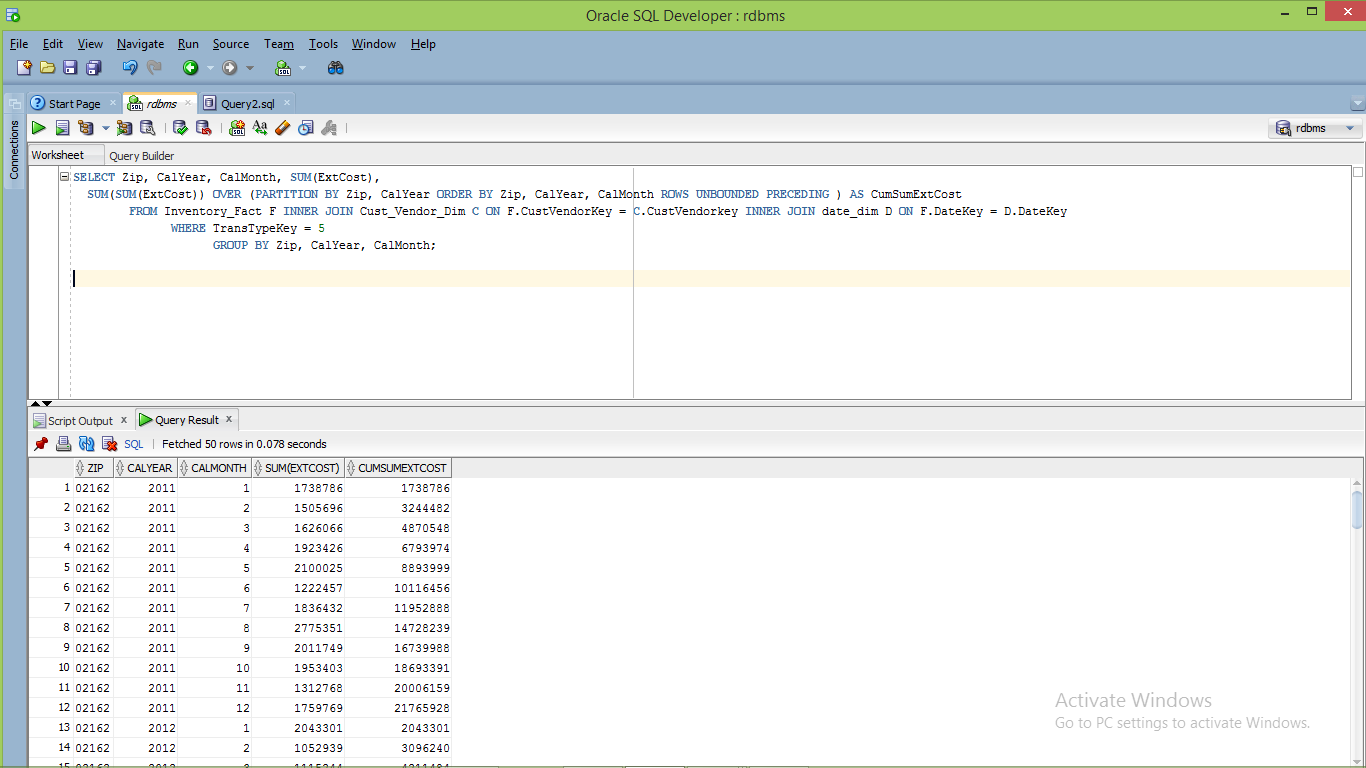 Oracle SQL Developer : rdbms
File Edit View Navigate Run Source Team Tools Window Help
Start Page rdbms Query2.sql
Connections
rdbms
Worksheet Query Builder
SELECT Zip, CalYear, CalMonth, SUM(ExtCost),
SUM(SUM(ExtCost)) OVER (PARTITION BY Zip, CalYear ORDER BY Zip, CalYear, CalMonth ROWS UNBOUNDED PRECEDING ) AS CumSumExtCost
FROM Inventory_Fact F INNER JOIN Cust_Vendor_Dim C ON F.CustVendorKey = C.CustVendorkey INNER JOIN date_dim D ON F.DateKey = D.DateKey
WHERE TransTypeKey = 5
GROUP BY Zip, CalYear, CalMonth;
Script Output x Query Result x
SQL | Fetched 50 rows in 0.078 seconds
ZIP CALYEAR CALMONTH SUM(EXTCOST) CUMSUMEXTCOST
1 02162 2011 1 1738786 1738786
2 02162 2011 2 1505696 3244482
3 02162 2011 3 1626066 4870548
4 02162 2011 4 1923426 6793974
5 02162 2011 5 2100025 8893999
6 02162 2011 6 1222457 10116456
7 02162 2011 7 1836432 11952888
8 02162 2011 8 2775351 14728239
9 02162 2011 9 2011749 16739988
10 02162 2011 10 1953403 18693391
11 02162 2011 11 1312768 20006159
12 02162 2011 12 1759769 21765928
13 02162 2012 1 2043301 2043301
14 02162 2012 2 1052939 3096240
Activate Windows
Go to PC settings to activate Windows.